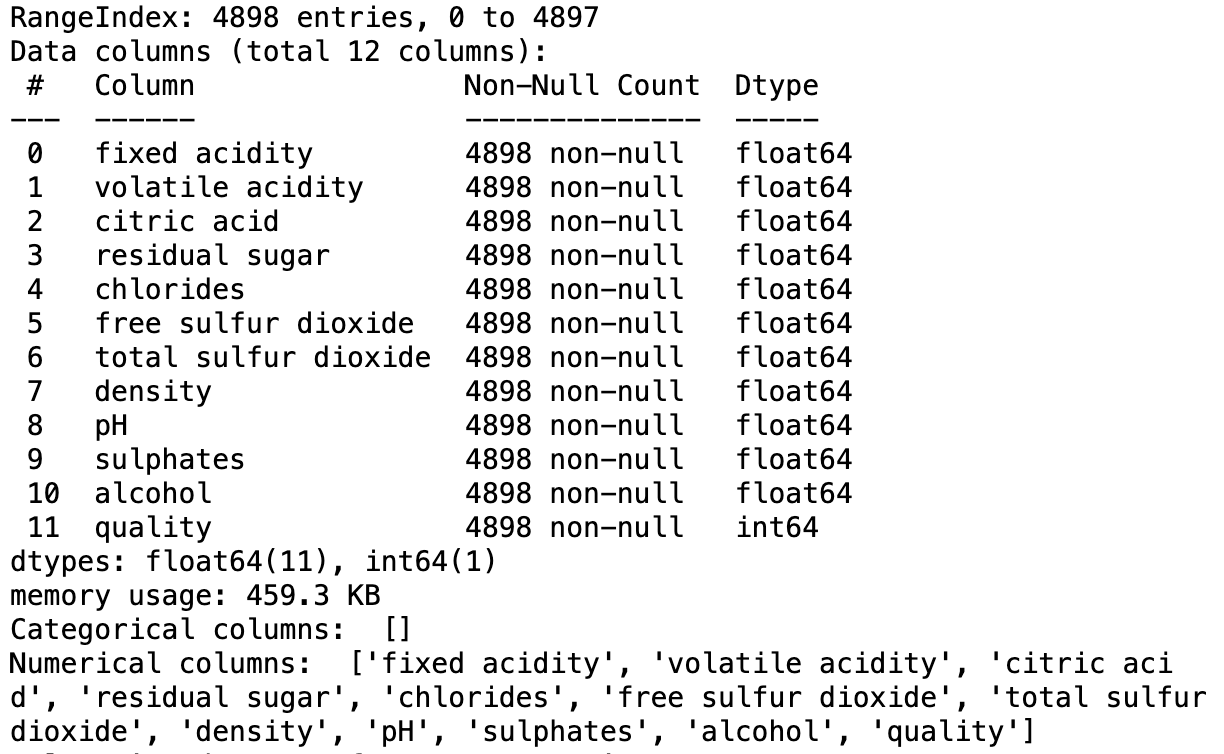 RangeIndex: 4898 entries, 0 to 4897
Data columns (total 12 columns):
 #   Column                Non-Null Count  Dtype
---  ------                --------------  -----
 0   fixed acidity         4898 non-null   float64
 1   volatile acidity      4898 non-null   float64
 2   citric acid           4898 non-null   float64
 3   residual sugar        4898 non-null   float64
 4   chlorides             4898 non-null   float64
 5   free sulfur dioxide   4898 non-null   float64
 6   total sulfur dioxide  4898 non-null   float64
 7   density               4898 non-null   float64
 8   pH                    4898 non-null   float64
 9   sulphates             4898 non-null   float64
 10  alcohol               4898 non-null   float64
 11  quality               4898 non-null   int64
dtypes: float64(11), int64(1)
memory usage: 459.3 KB
Categorical columns:  []
Numerical columns:  ['fixed acidity', 'volatile acidity', 'citric aci
d', 'residual sugar', 'chlorides', 'free sulfur dioxide', 'total sulfur
dioxide', 'density', 'pH', 'sulphates', 'alcohol', 'quality']